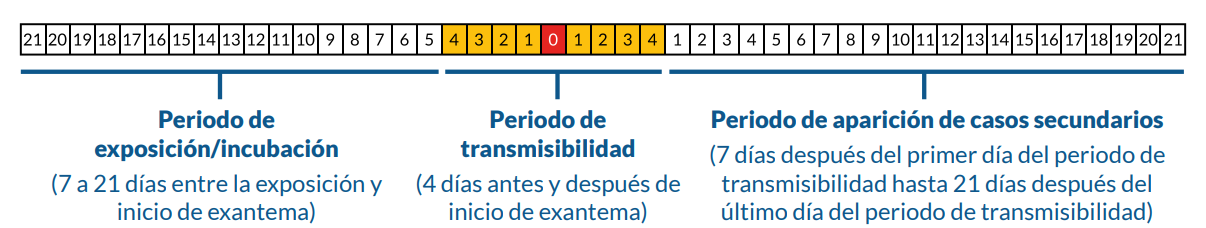 21 20 19 18 17 16 15 14 13 12 11 10 9 8 7 6 5 4 3 2 1 0 1 2 3 4 1 2 3 4 5 6 7 8 9 10 11 12 13 14 15 16 17 18 19 20 21
Periodo de
exposición/incubación
(7 a 21 días entre la exposición y
inicio de exantema)
Periodo de
transmisibilidad
(4 días antes y después de
inicio de exantema)
Periodo de aparición de casos secundarios
(7 días después del primer día del periodo de
transmisibilidad hasta 21 días después del
último día del periodo de transmisibilidad)